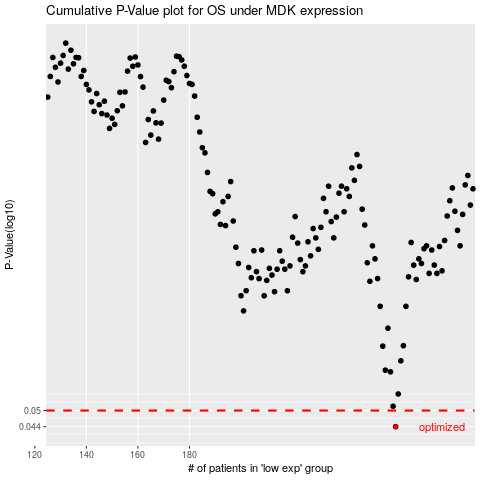 Cumulative P-Value plot for OS under MDK expression
P-Value(log10)
0.05
0.044
optimized
120 140 160 180
# of patients in 'low exp' group